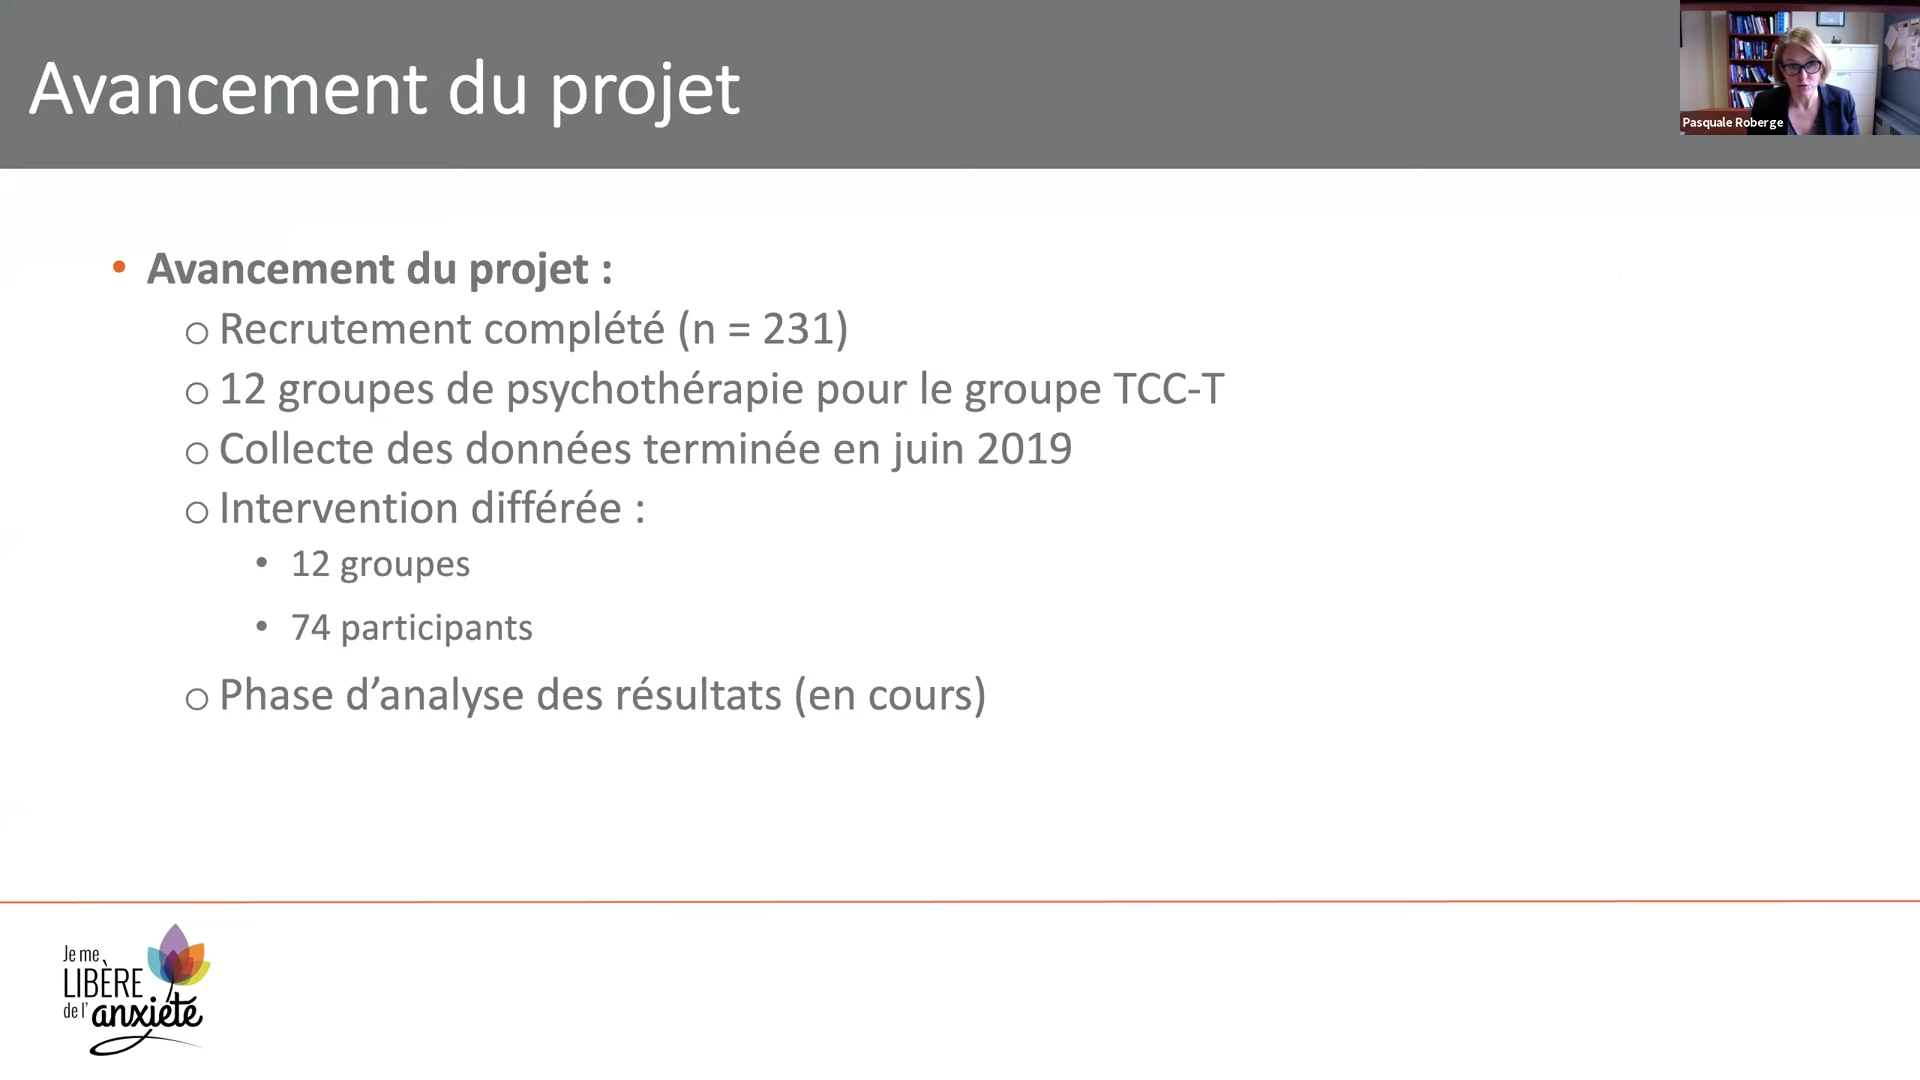 Avancement du projet
Pasquale Roberge
• Avancement du projet :
o Recrutement complété (n = 231)
o 12 groupes de psychothérapie pour le groupe TCC-T
o Collecte des données terminée en juin 2019
o Intervention différée :
• 12 groupes
• 74 participants
o Phase d’analyse des résultats (en cours)
Je me
LIBÈRE
de l'anxiété